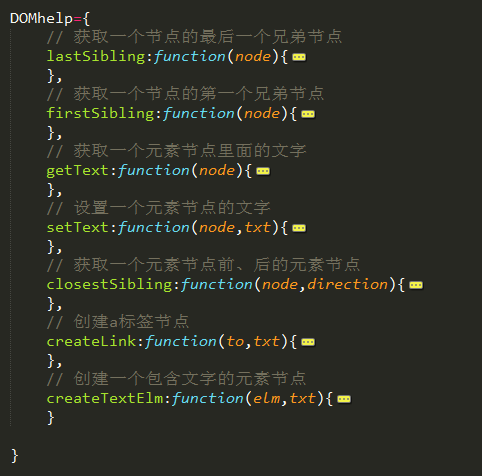 DOMhelp={
// 获取一个节点的最后一个兄弟节点
lastSibling:function(node){
},
// 获取一个节点的第一个兄弟节点
firstSibling:function(node){
},
// 获取一个元素节点里面的文字
getText:function(node){
},
// 设置一个元素节点的文字
setText:function(node,txt){
},
// 获取一个元素节点前、后的元素节点
closestSibling:function(node,direction){
},
// 创建a标签节点
createLink:function(to,txt){
},
// 创建一个包含文字的元素节点
createTextElm:function(elm,txt){
}
}